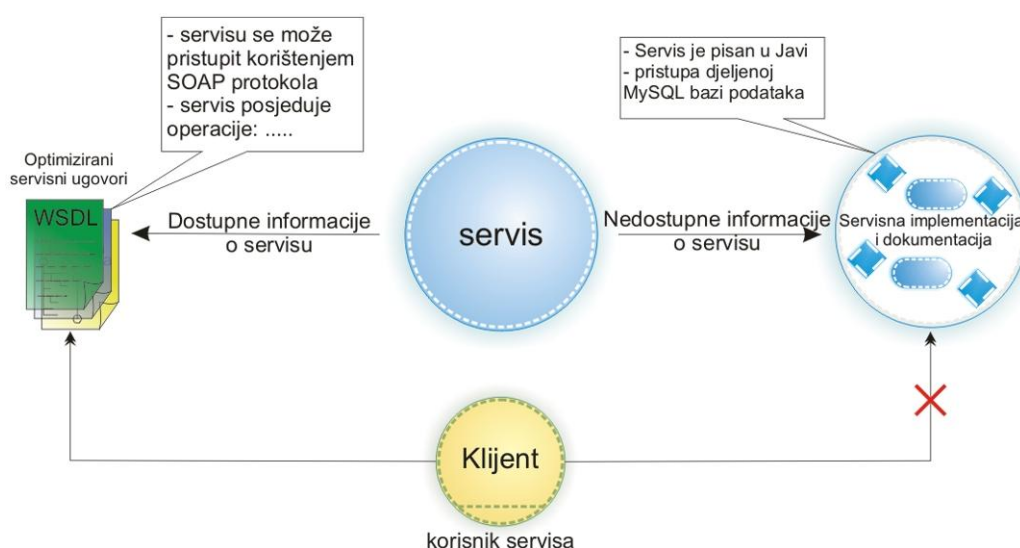 - servisu se može
pristupit korištenjem
SOAP protokola
- servis posjeduje
operacije: .....
- Servis je pisan u Javi
- pristupa djeljenoj
MySQL bazi podataka
Optimizirani
servisni ugovori
WSDL
Dostupne informacije
o servisu
servis
Nedostupne informacije
o servisu
Servisna implementacija
i dokumentacija
Klijent
korisnik servisa